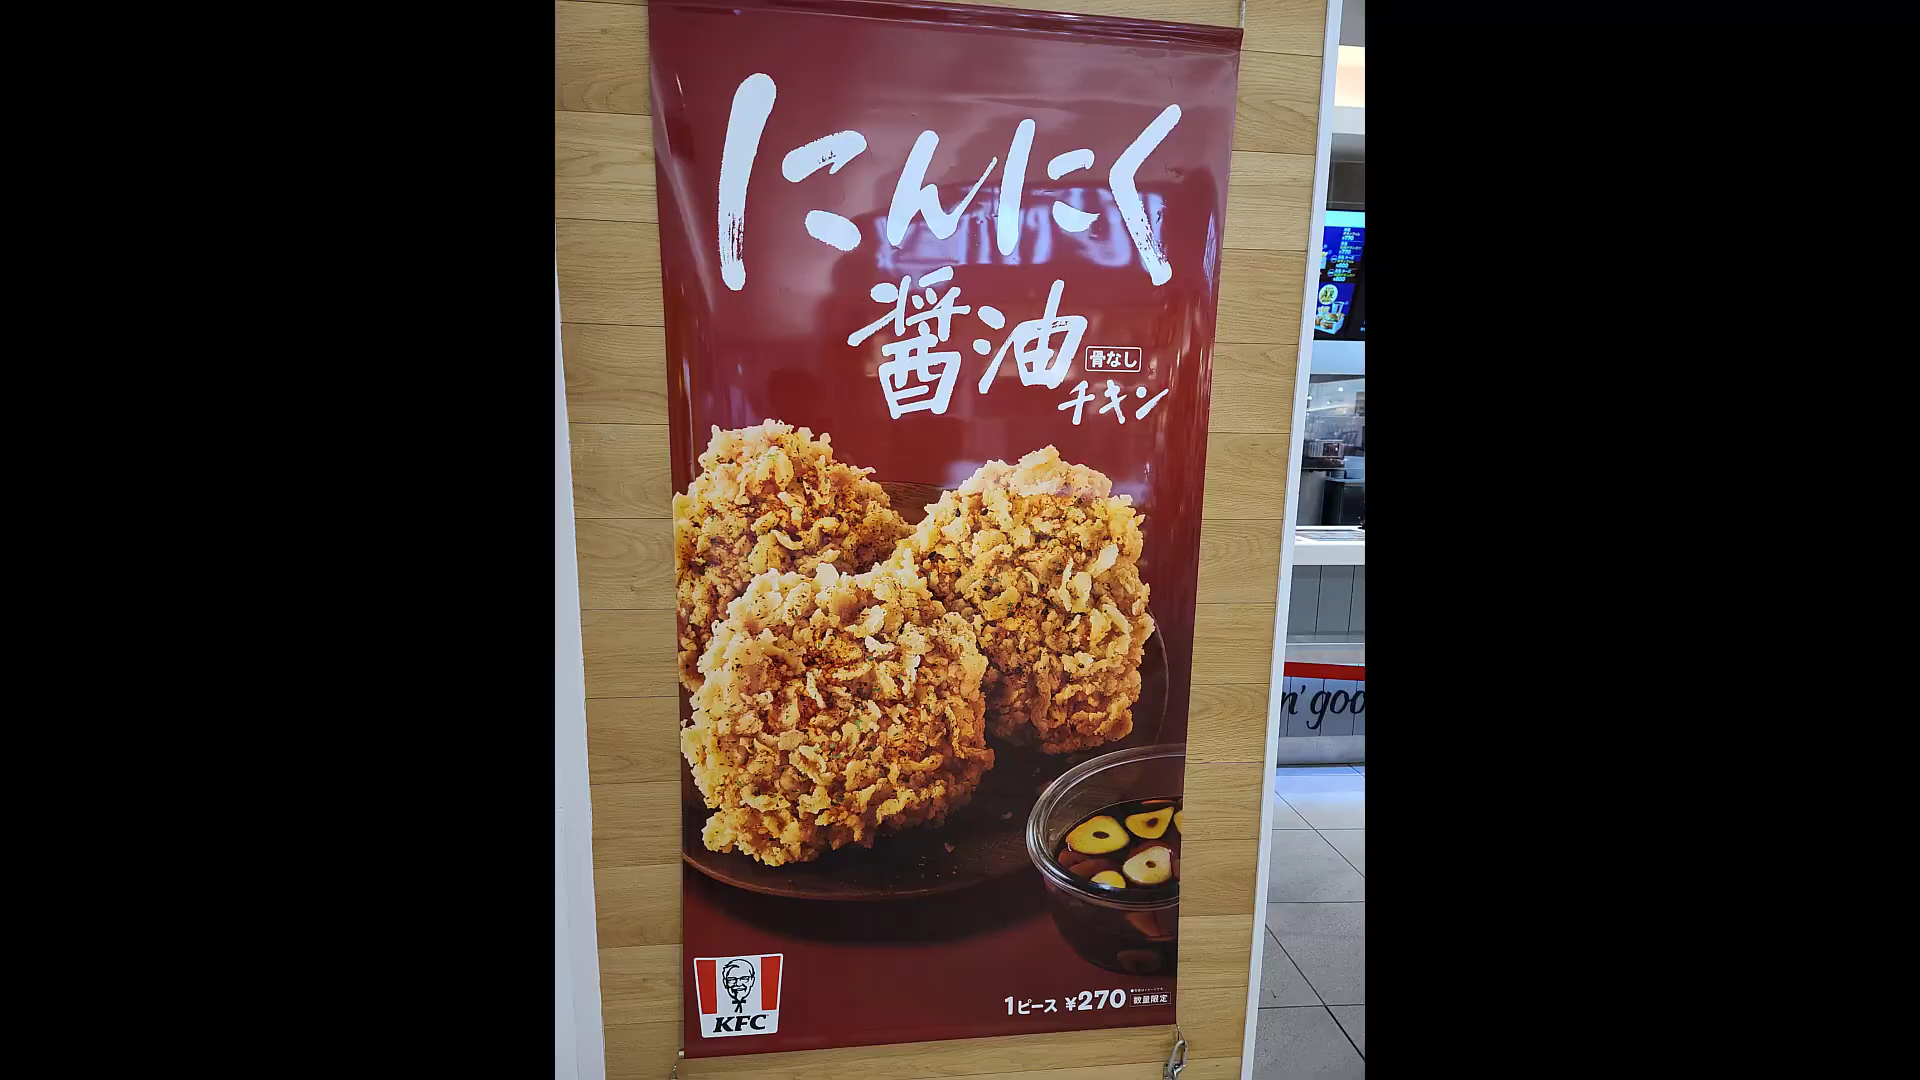 にんにく
醤油
骨なし
チキン
KFC
1ピース ¥270 数量限定
n' goo